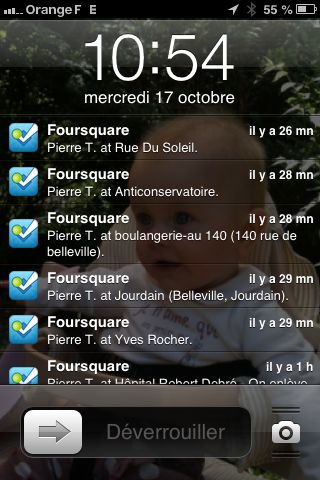 Orange F E 55 %
10:54
mercredi 17 octobre
Foursquare il y a 26 mn
Pierre T. at Rue Du Soleil.
Foursquare il y a 28 mn
Pierre T. at Anticonservatoire.
Foursquare il y a 28 mn
Pierre T. at boulangerie-au 140 (140 rue de
belleville).
Foursquare il y a 29 mn
Pierre T. at Jourdain (Belleville, Jourdain).
Foursquare il y a 29 mn
Pierre T. at Yves Rocher.
Foursquare il y a 1 h
Pierre T. at Hôpital Robert Debré - On enlève
Déverrouiller